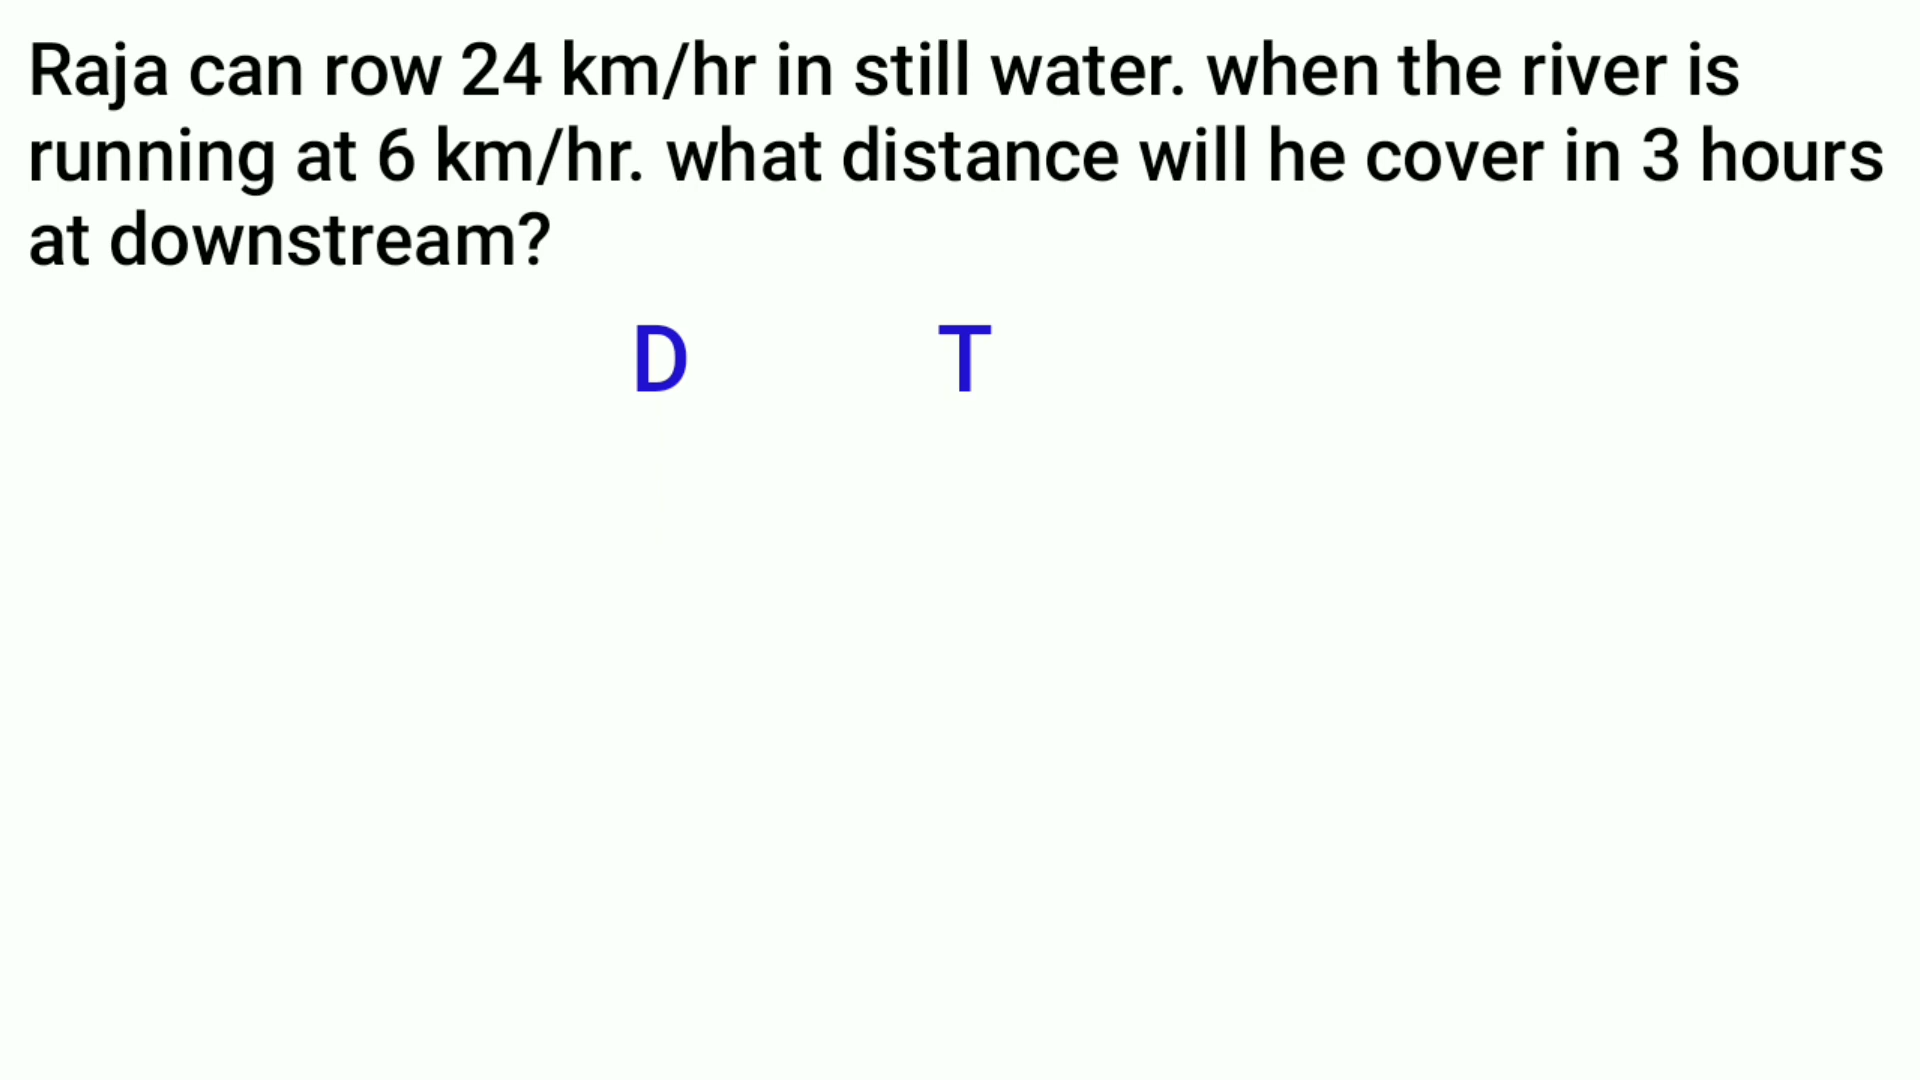 Raja can row 24 km/hr in still water. when the river is
running at 6 km/hr. what distance will he cover in 3 hours
at downstream?
D T